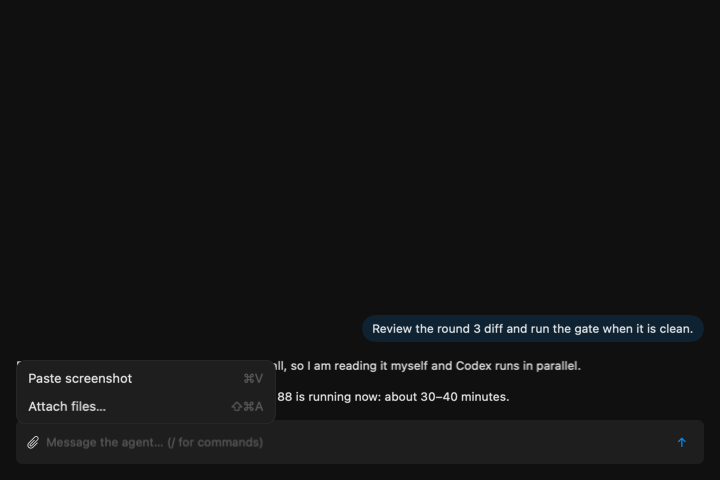 Review the round 3 diff and run the gate when it is clean.
so I am reading it myself and Codex runs in parallel.
88 is running now: about 30–40 minutes.
Paste screenshot ⌘V
Attach files... ⇧⌘A
Message the agent... (/ for commands)